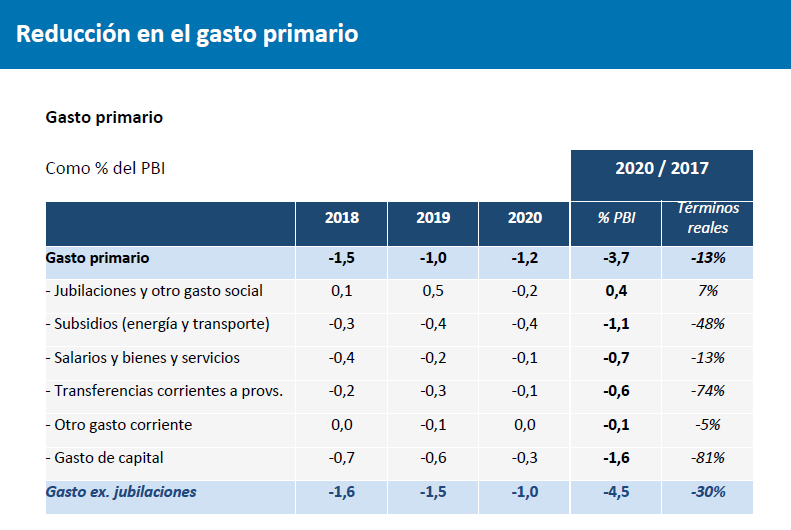 Reducción en el gasto primario
Gasto primario
Como % del PBI
2020 / 2017
2018 2019 2020 % PBI Términos reales
Gasto primario -1,5 -1,0 -1,2 -3,7 -13%
- Jubilaciones y otro gasto social 0,1 0,5 -0,2 0,4 7%
- Subsidios (energía y transporte) -0,3 -0,4 -0,4 -1,1 -48%
- Salarios y bienes y servicios -0,4 -0,2 -0,1 -0,7 -13%
- Transferencias corrientes a provs. -0,2 -0,3 -0,1 -0,6 -74%
- Otro gasto corriente 0,0 -0,1 0,0 -0,1 -5%
- Gasto de capital -0,7 -0,6 -0,3 -1,6 -81%
Gasto ex. jubilaciones -1,6 -1,5 -1,0 -4,5 -30%